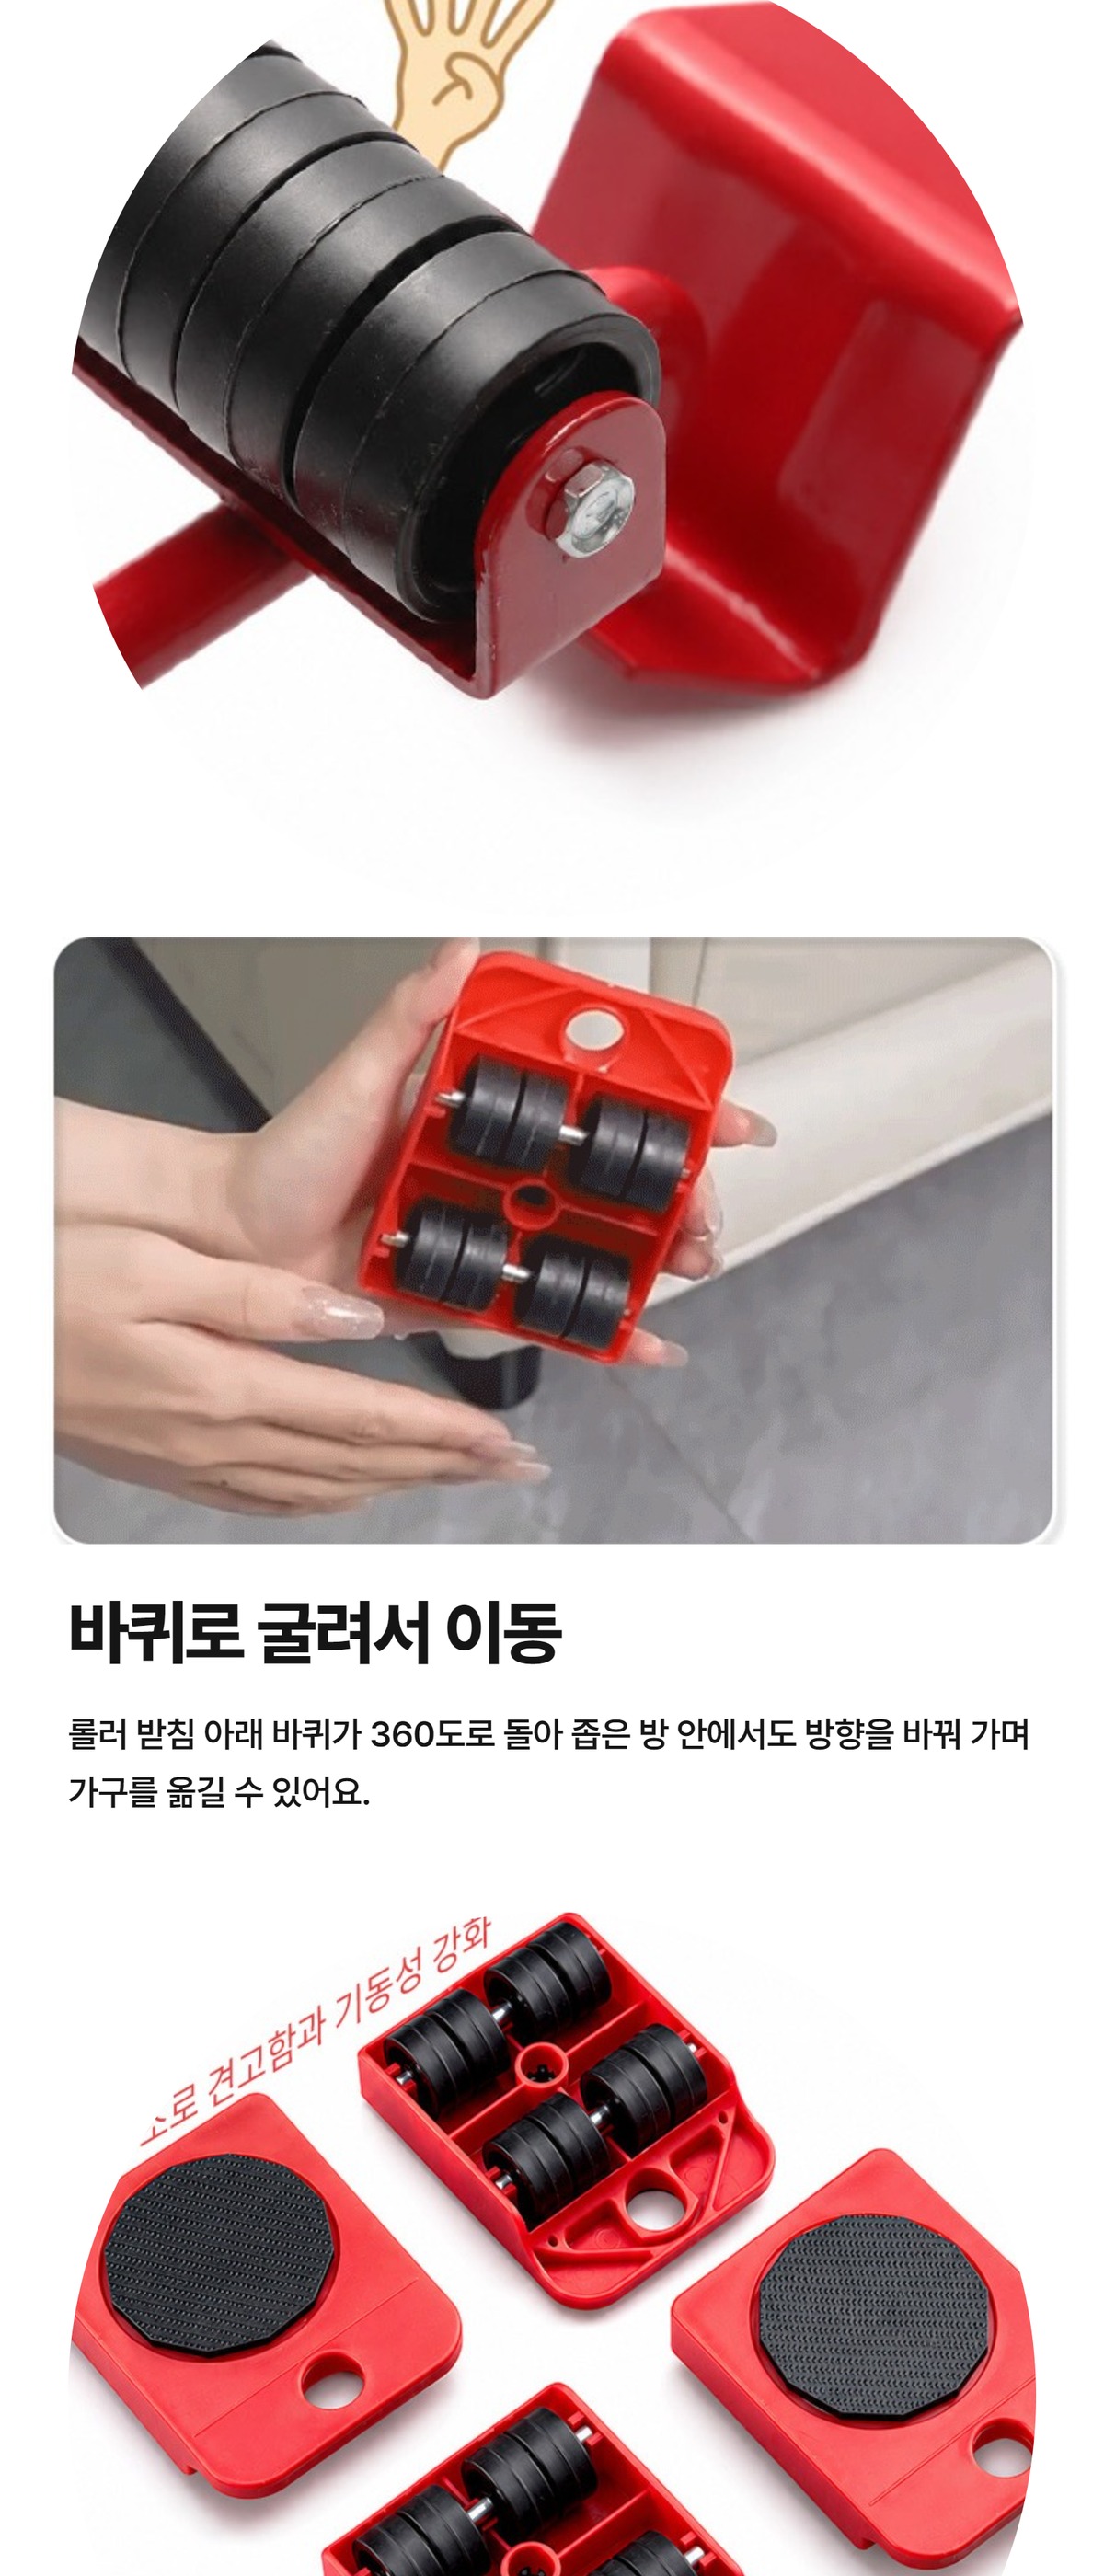 바퀴로 굴려서 이동
롤러 받침 아래 바퀴가 360도로 돌아 좁은 방 안에서도 방향을 바꿔 가며
가구를 옮길 수 있어요.
견고함과 기동성 강화